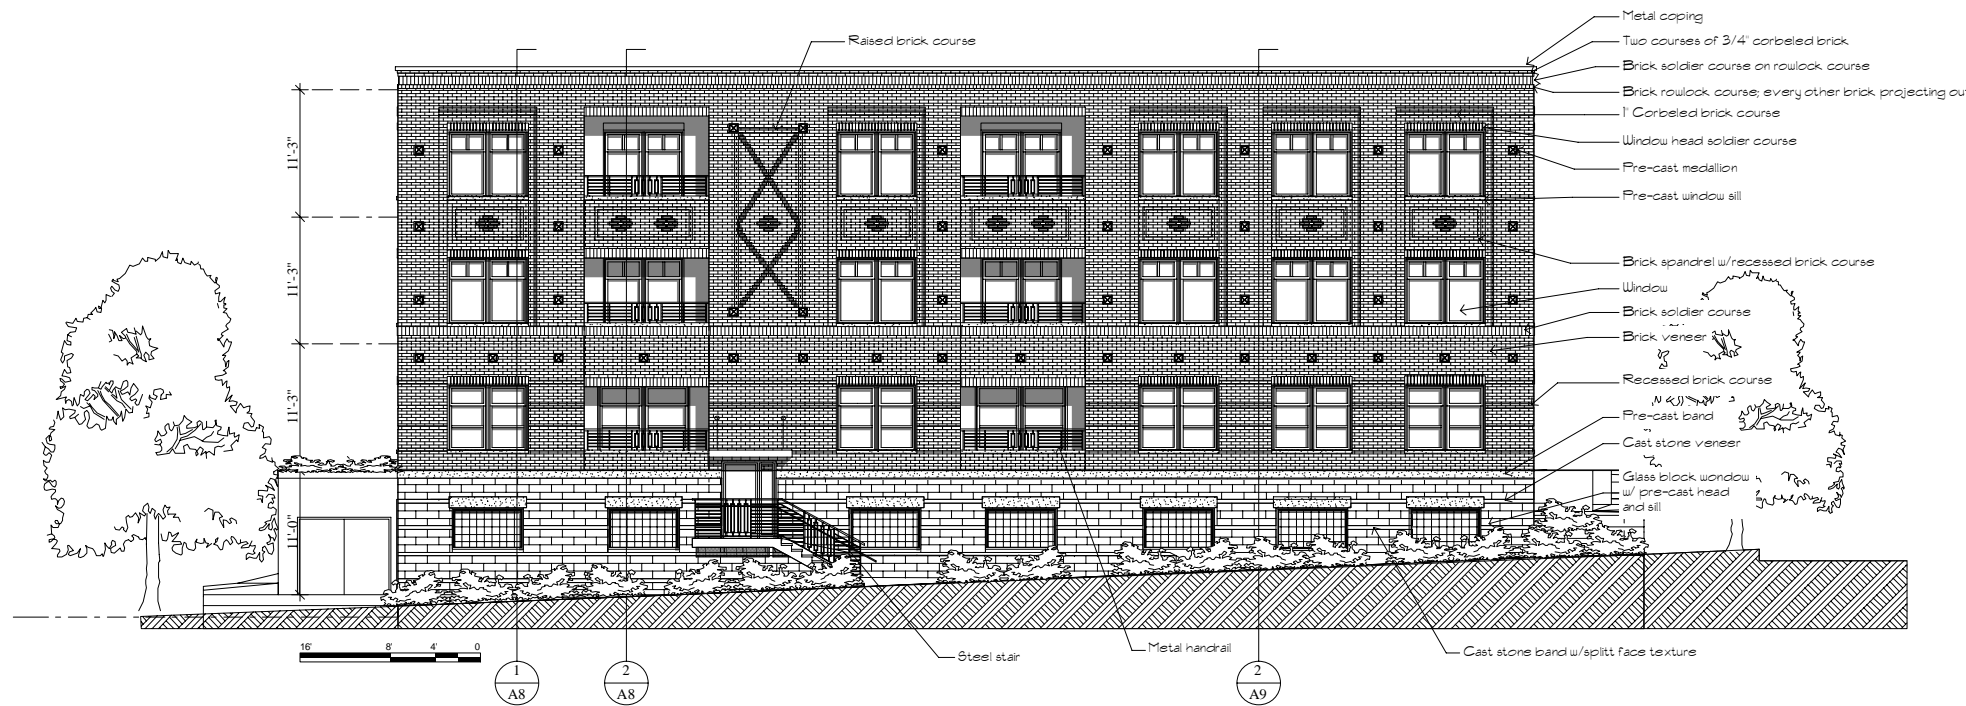 Metal coping
Raised brick course
Two courses of 3/4" corbeled brick
Brick soldier course on rowlock course
Brick rowlock course; every other brick projecting ou
1" Corbeled brick course
Window head soldier course
Pre-cast medallion
Pre-cast window sill
Brick spandrel w/recessed brick course
Window
Brick soldier course
Brick veneer
Recessed brick course
Pre-cast band
Cast stone veneer
Glass block wondow
w/ pre-cast head
and sill
11'-3"
11'-3"
11'-3"
11'-0"
16' 8' 4' 0
Steel stair
Metal handrail
Cast stone band w/splitt face texture
1
A8
2
A8
2
A9